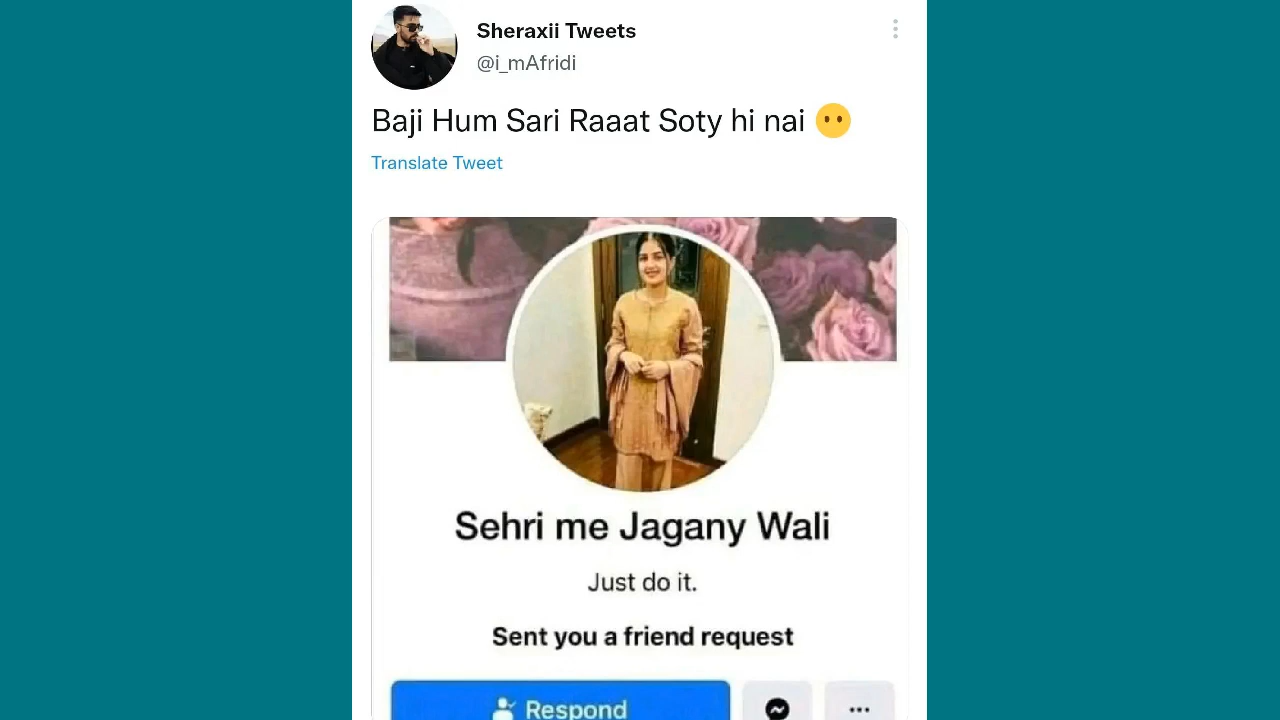 Sheraxii Tweets
@i_mAfridi
Baji Hum Sari Raaat Soty hi nai 😶
Translate Tweet
Sehri me Jagany Wali
Just do it.
Sent you a friend request
Respond